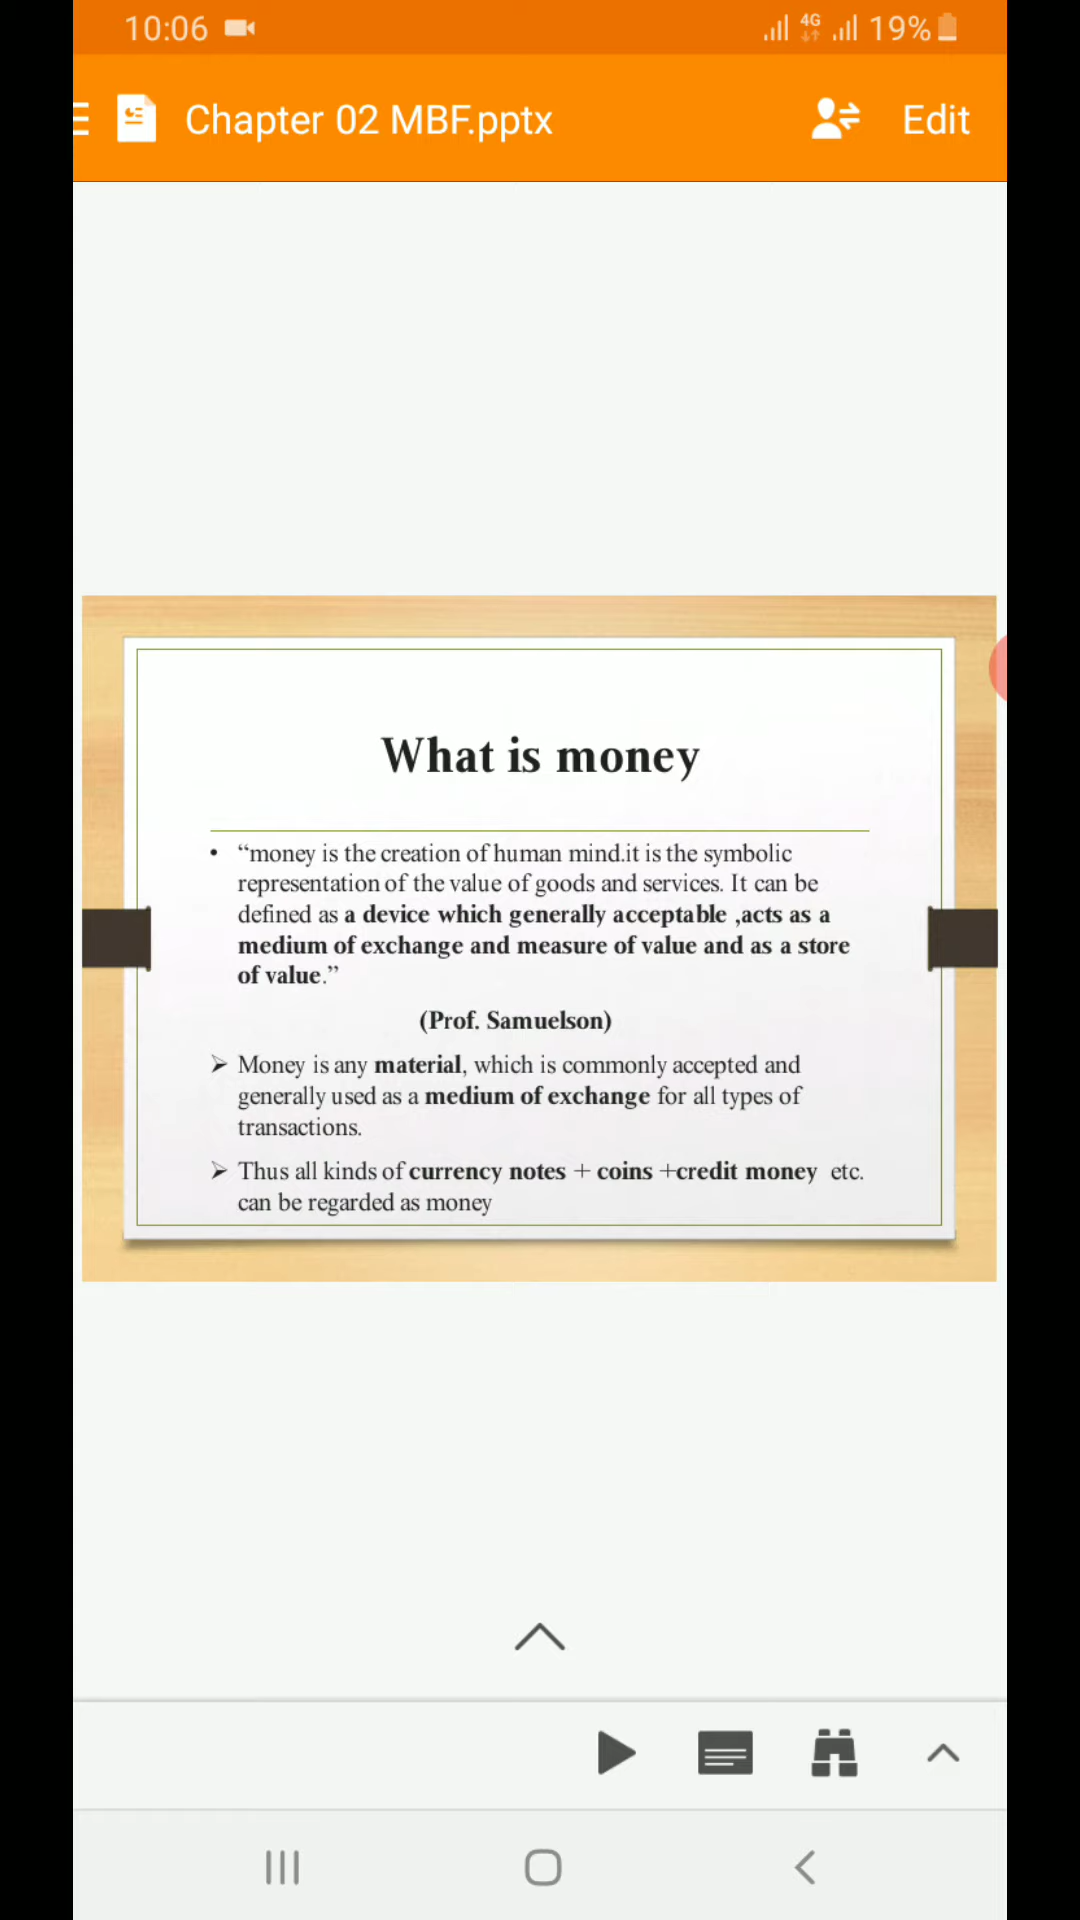 10:06 4G 19%
Chapter 02 MBF.pptx Edit
What is money
• “money is the creation of human mind.it is the symbolic
representation of the value of goods and services. It can be
defined as a device which generally acceptable ,acts as a
medium of exchange and measure of value and as a store
of value.”
(Prof. Samuelson)
➢ Money is any material, which is commonly accepted and
generally used as a medium of exchange for all types of
transactions.
➢ Thus all kinds of currency notes + coins +credit money etc.
can be regarded as money